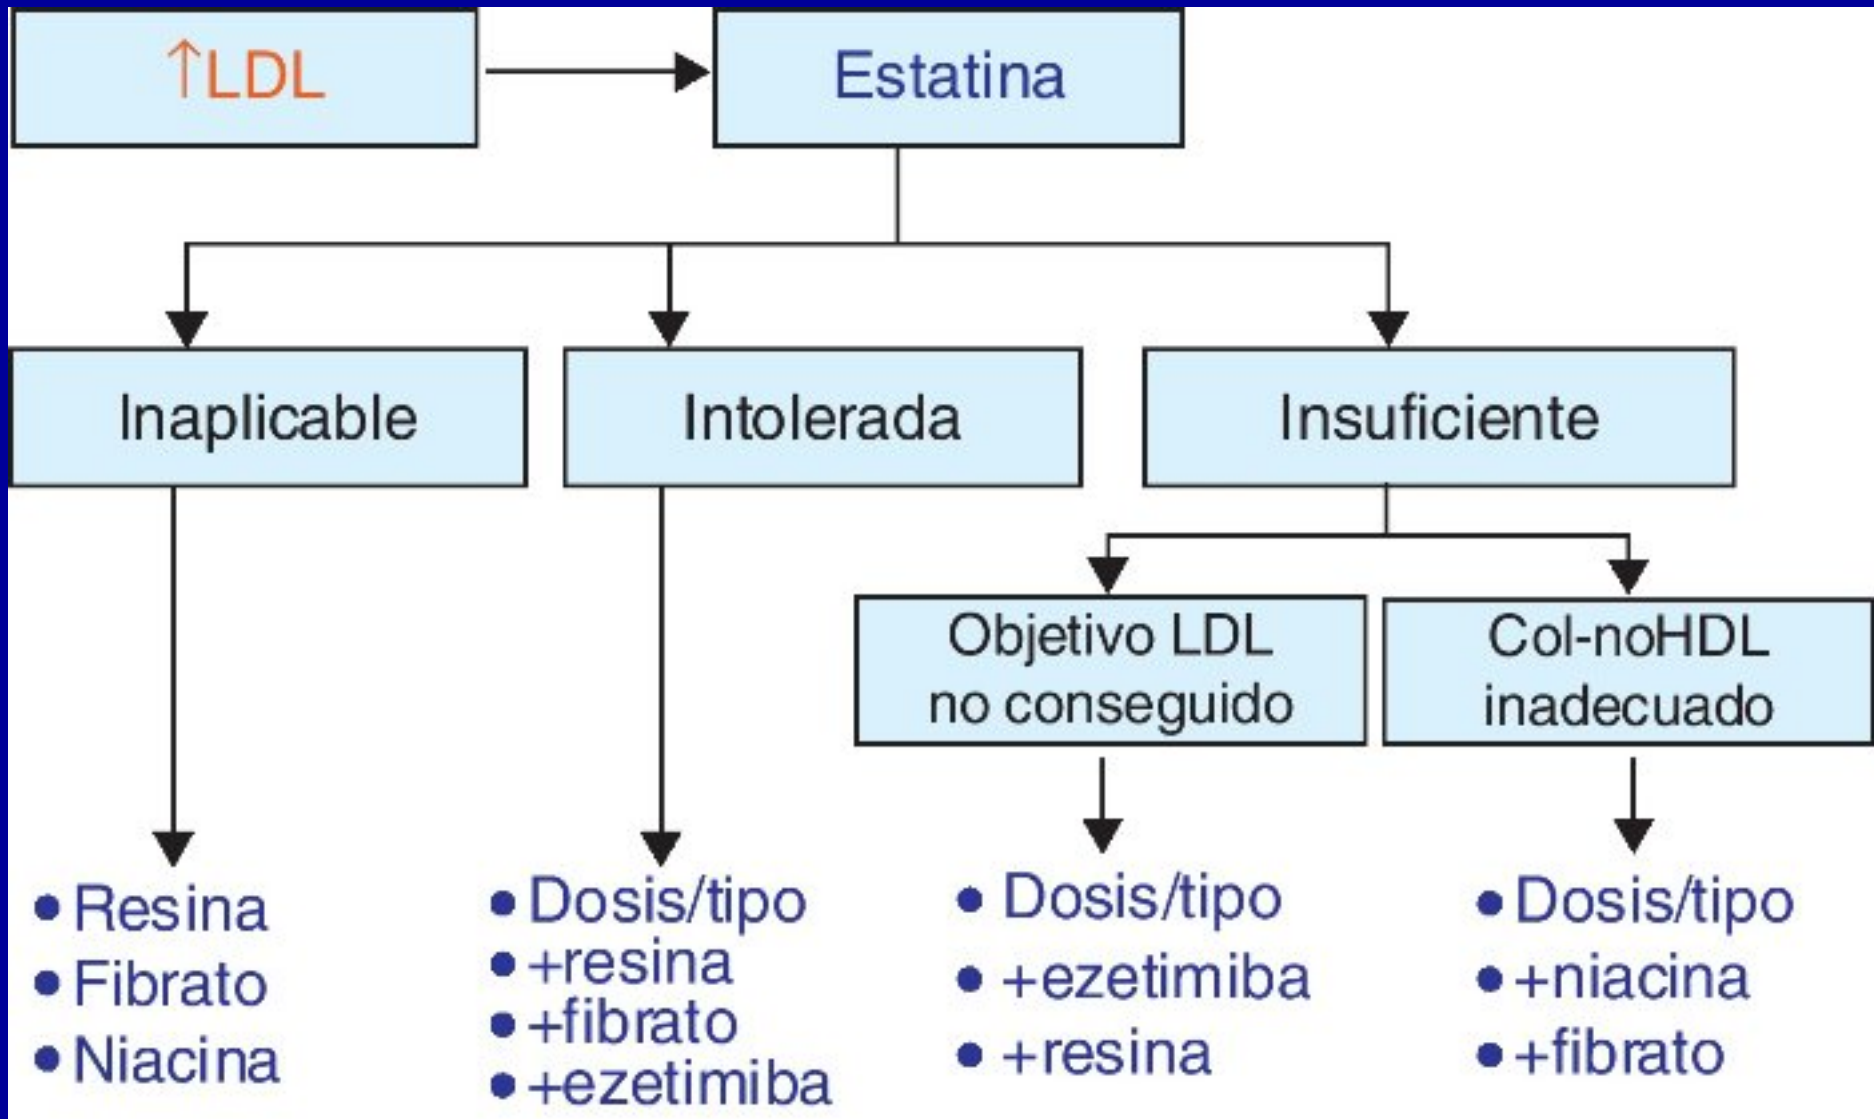 ↑LDL
Estatina
Inaplicable
Intolerada
Insuficiente
Objetivo LDL
no conseguido
Col-noHDL
inadecuado
• Resina
• Fibrato
• Niacina
• Dosis/tipo
• +resina
• +fibrato
• +ezetimiba
• Dosis/tipo
• +ezetimiba
• +resina
• Dosis/tipo
• +niacina
• +fibrato